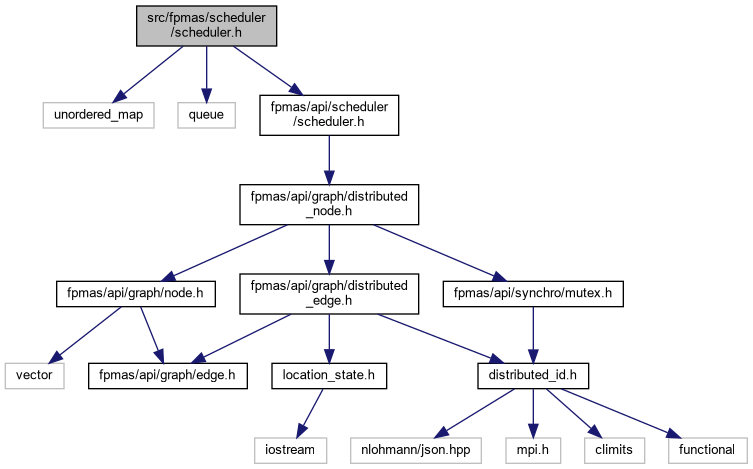 src/fpmas/scheduler
/scheduler.h
unordered_map
queue
fpmas/api/scheduler
/scheduler.h
fpmas/api/graph/distributed
_node.h
fpmas/api/graph/node.h
fpmas/api/graph/distributed
_edge.h
fpmas/api/synchro/mutex.h
vector
fpmas/api/graph/edge.h
location_state.h
distributed_id.h
iostream
nlohmann/json.hpp
mpi.h
climits
functional